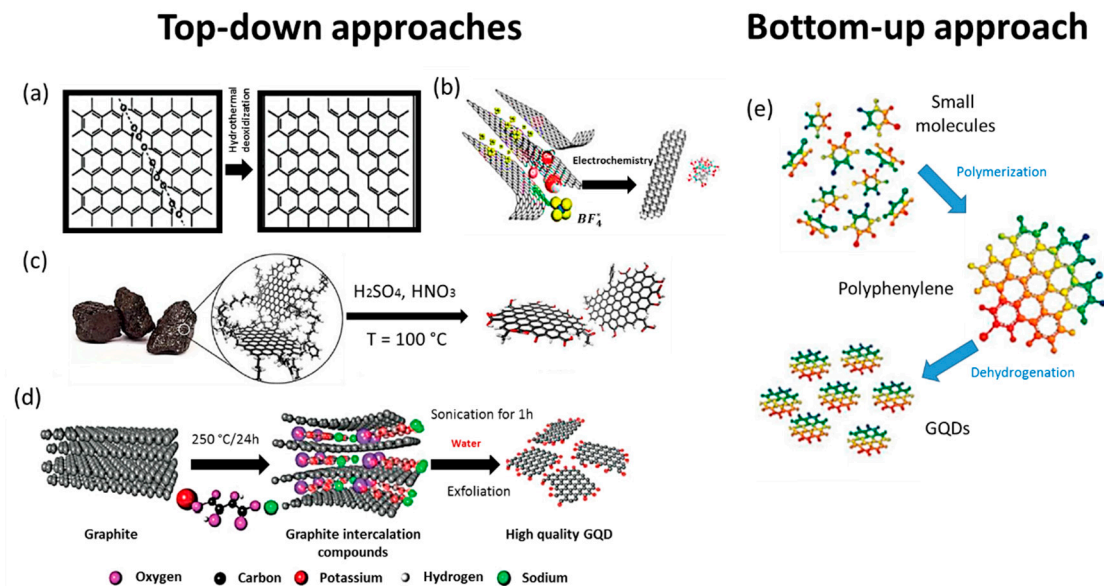 Top-down approaches
Bottom-up approach
(a)
Hydrothermal
deoxidization
(b)
Electrochemistry
BF₄⁻
(c)
H₂SO₄, HNO₃
T = 100 °C
(d)
250 °C/24h
Sonication for 1h
Water
Exfoliation
Graphite
Graphite intercalation
compounds
High quality GQD
Oxygen
Carbon
Potassium
Hydrogen
Sodium
(e)
Small
molecules
Polymerization
Polyphenylene
Dehydrogenation
GQDs